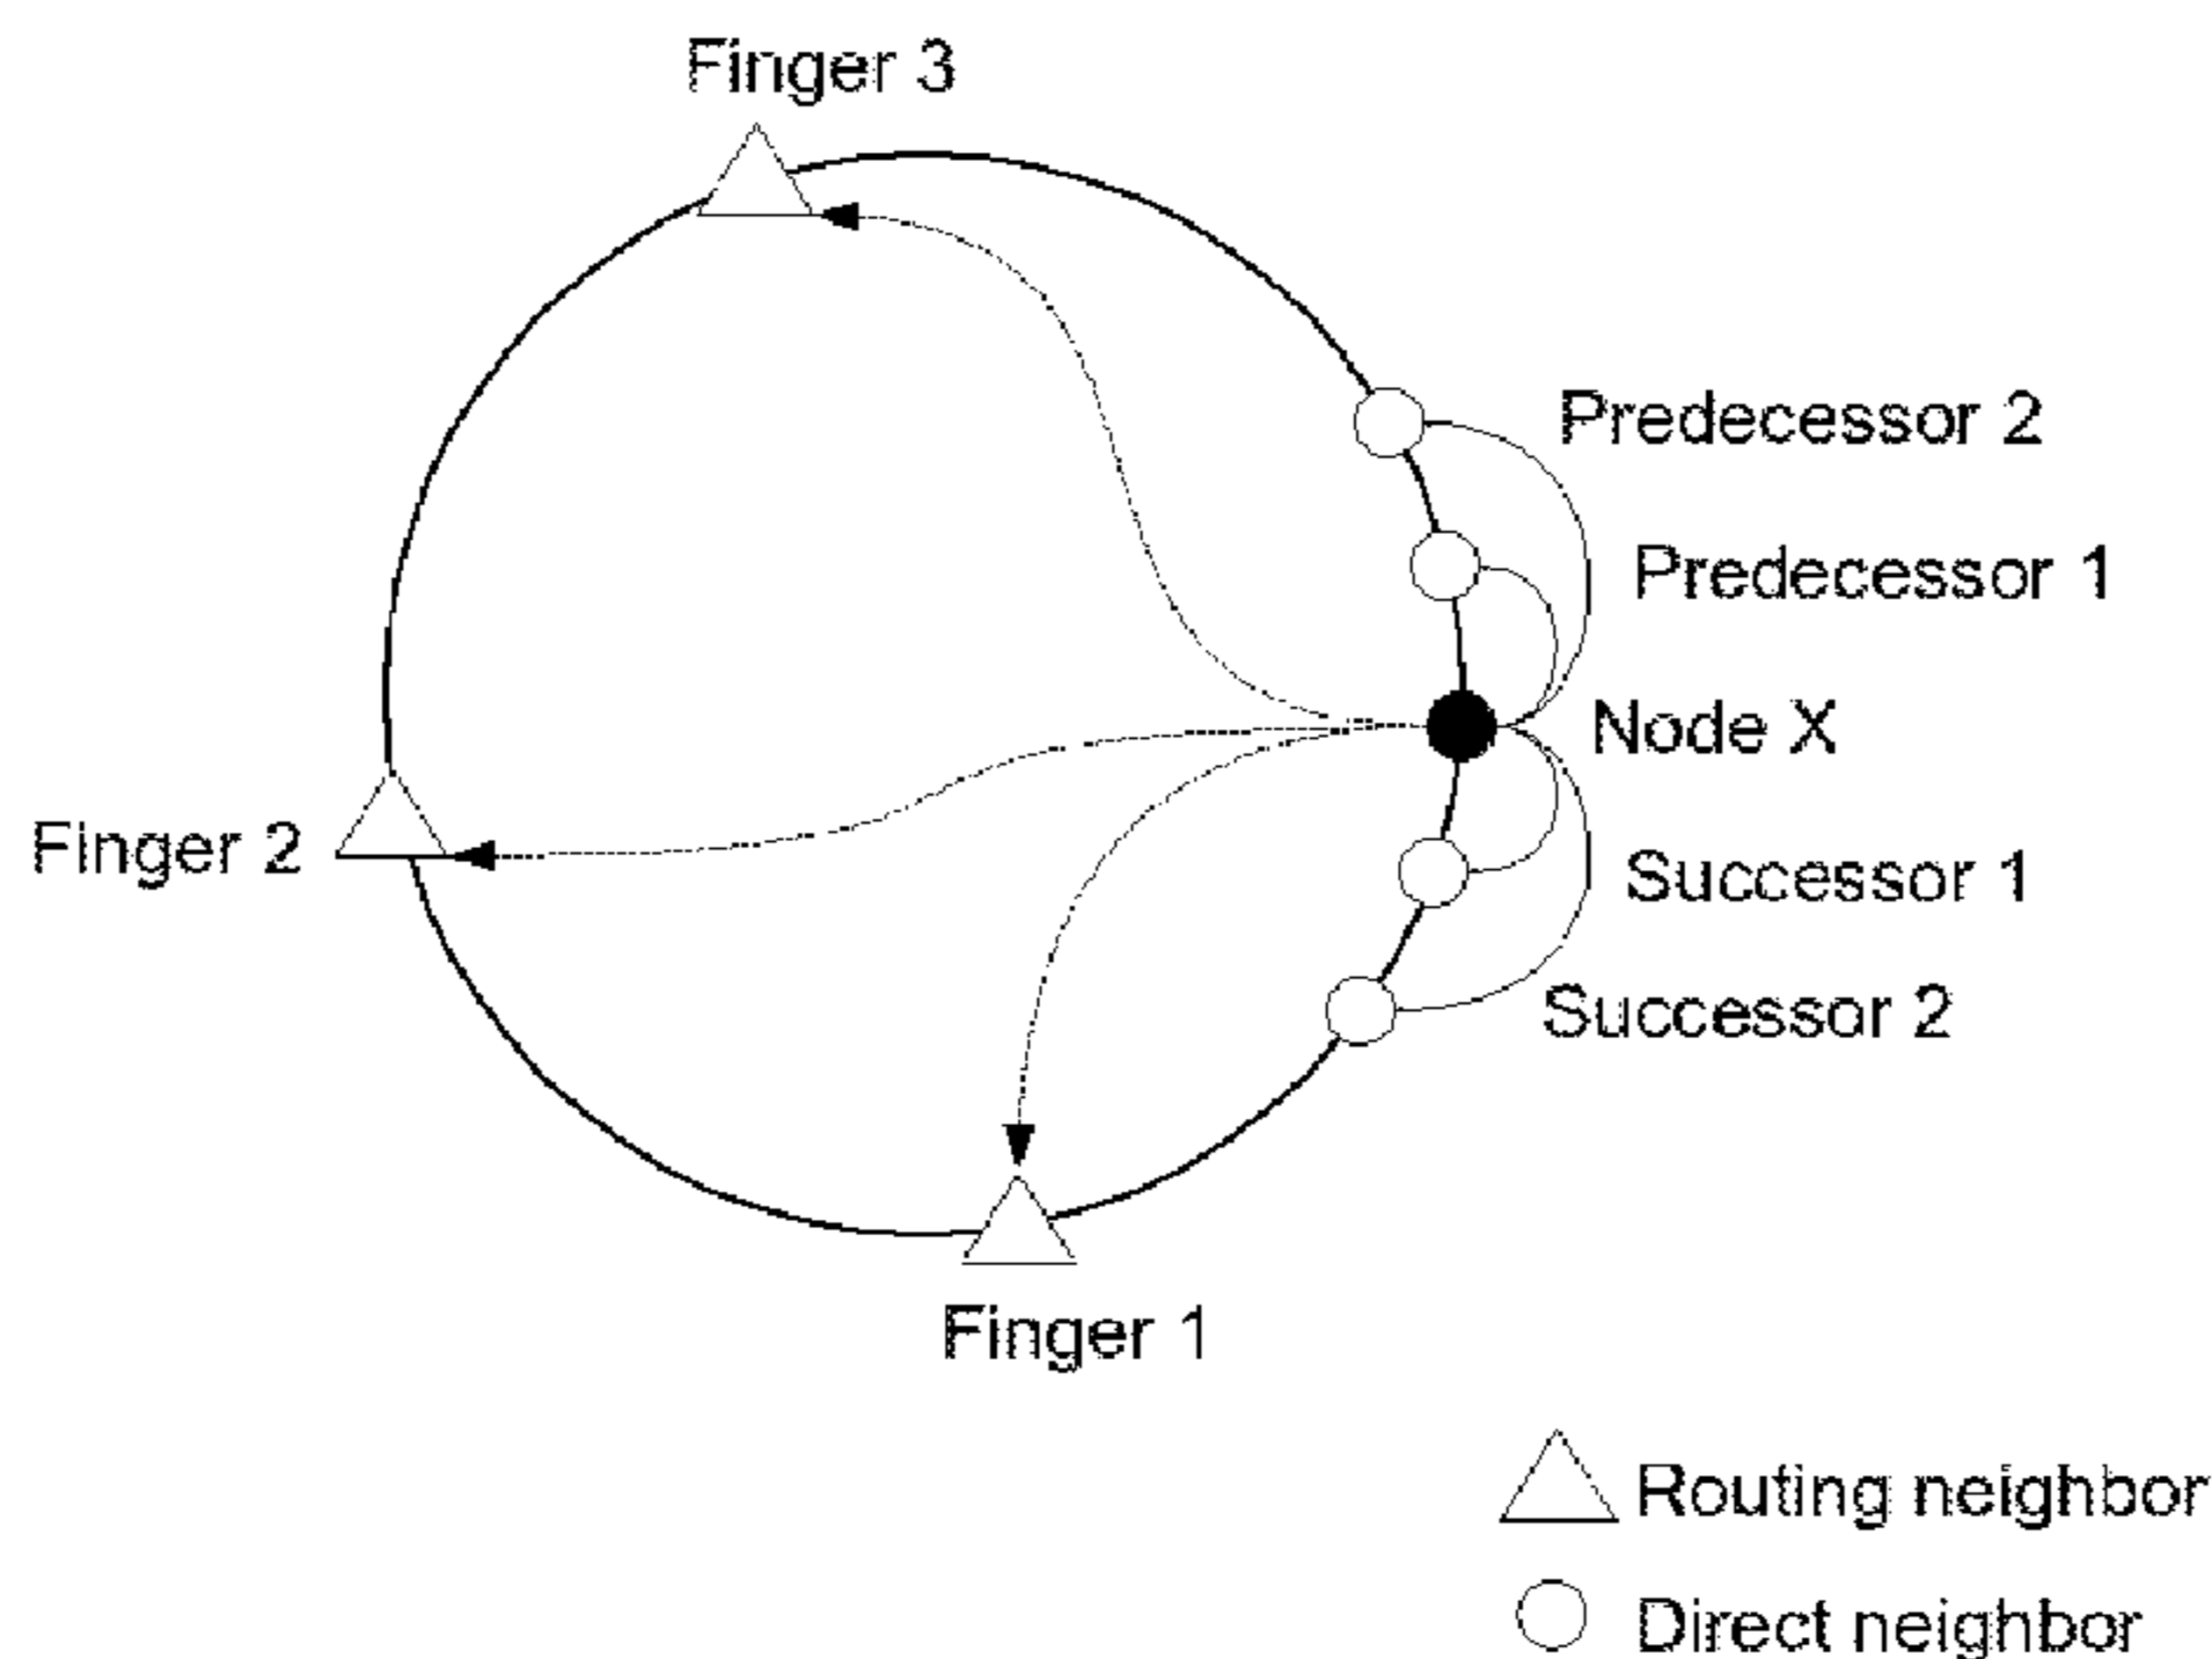 Finger 3
Predecessor 2
Predecessor 1
Node X
Finger 2
Successor 1
Successor 2
Finger 1
Routing neighbor
Direct neighbor